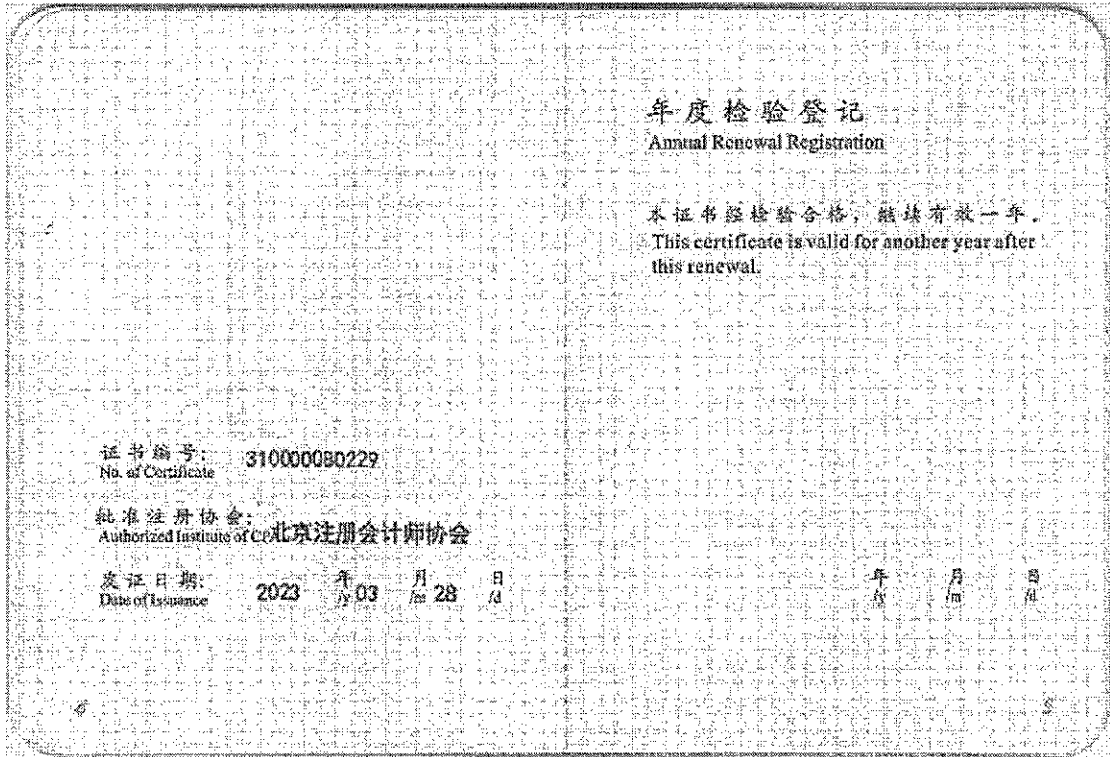 证书编号: 310000080229
No. of Certificate
批准注册协会: 北京注册会计师协会
Authorized Institute of CPA
发证日期: 2023 年 03 月 28 日
Date of Issuance /y /m /d
4
年度检验登记
Annual Renewal Registration
本证书经检验合格，继续有效一年.
This certificate is valid for another year after
this renewal.
年 月 日
/y /m /d
5